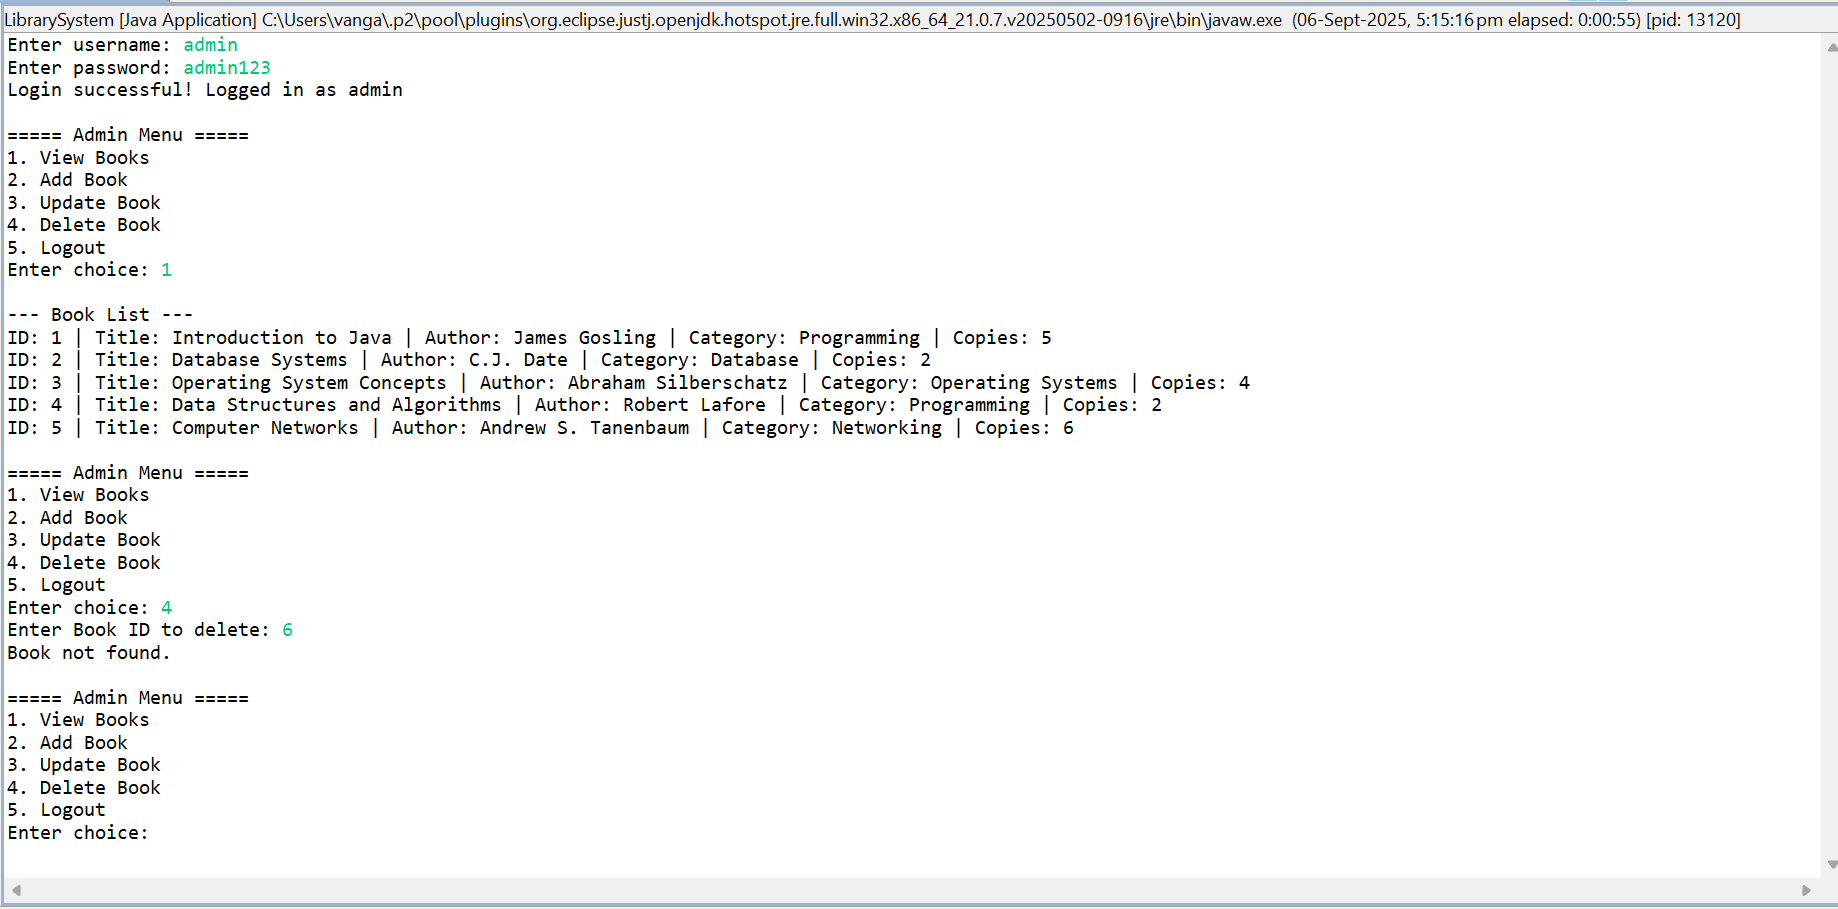 LibrarySystem [Java Application] C:\Users\vanga\.p2\pool\plugins\org.eclipse.justj.openjdk.hotspot.jre.full.win32.x86_64_21.0.7.v20250502-0916\jre\bin\javaw.exe (06-Sept-2025, 5:15:16 pm elapsed: 0:00:55) [pid: 13120]
Enter username: admin
Enter password: admin123
Login successful! Logged in as admin
===== Admin Menu =====
1. View Books
2. Add Book
3. Update Book
4. Delete Book
5. Logout
Enter choice: 1
--- Book List ---
ID: 1 | Title: Introduction to Java | Author: James Gosling | Category: Programming | Copies: 5
ID: 2 | Title: Database Systems | Author: C.J. Date | Category: Database | Copies: 2
ID: 3 | Title: Operating System Concepts | Author: Abraham Silberschatz | Category: Operating Systems | Copies: 4
ID: 4 | Title: Data Structures and Algorithms | Author: Robert Lafore | Category: Programming | Copies: 2
ID: 5 | Title: Computer Networks | Author: Andrew S. Tanenbaum | Category: Networking | Copies: 6
===== Admin Menu =====
1. View Books
2. Add Book
3. Update Book
4. Delete Book
5. Logout
Enter choice: 4
Enter Book ID to delete: 6
Book not found.
===== Admin Menu =====
1. View Books
2. Add Book
3. Update Book
4. Delete Book
5. Logout
Enter choice: